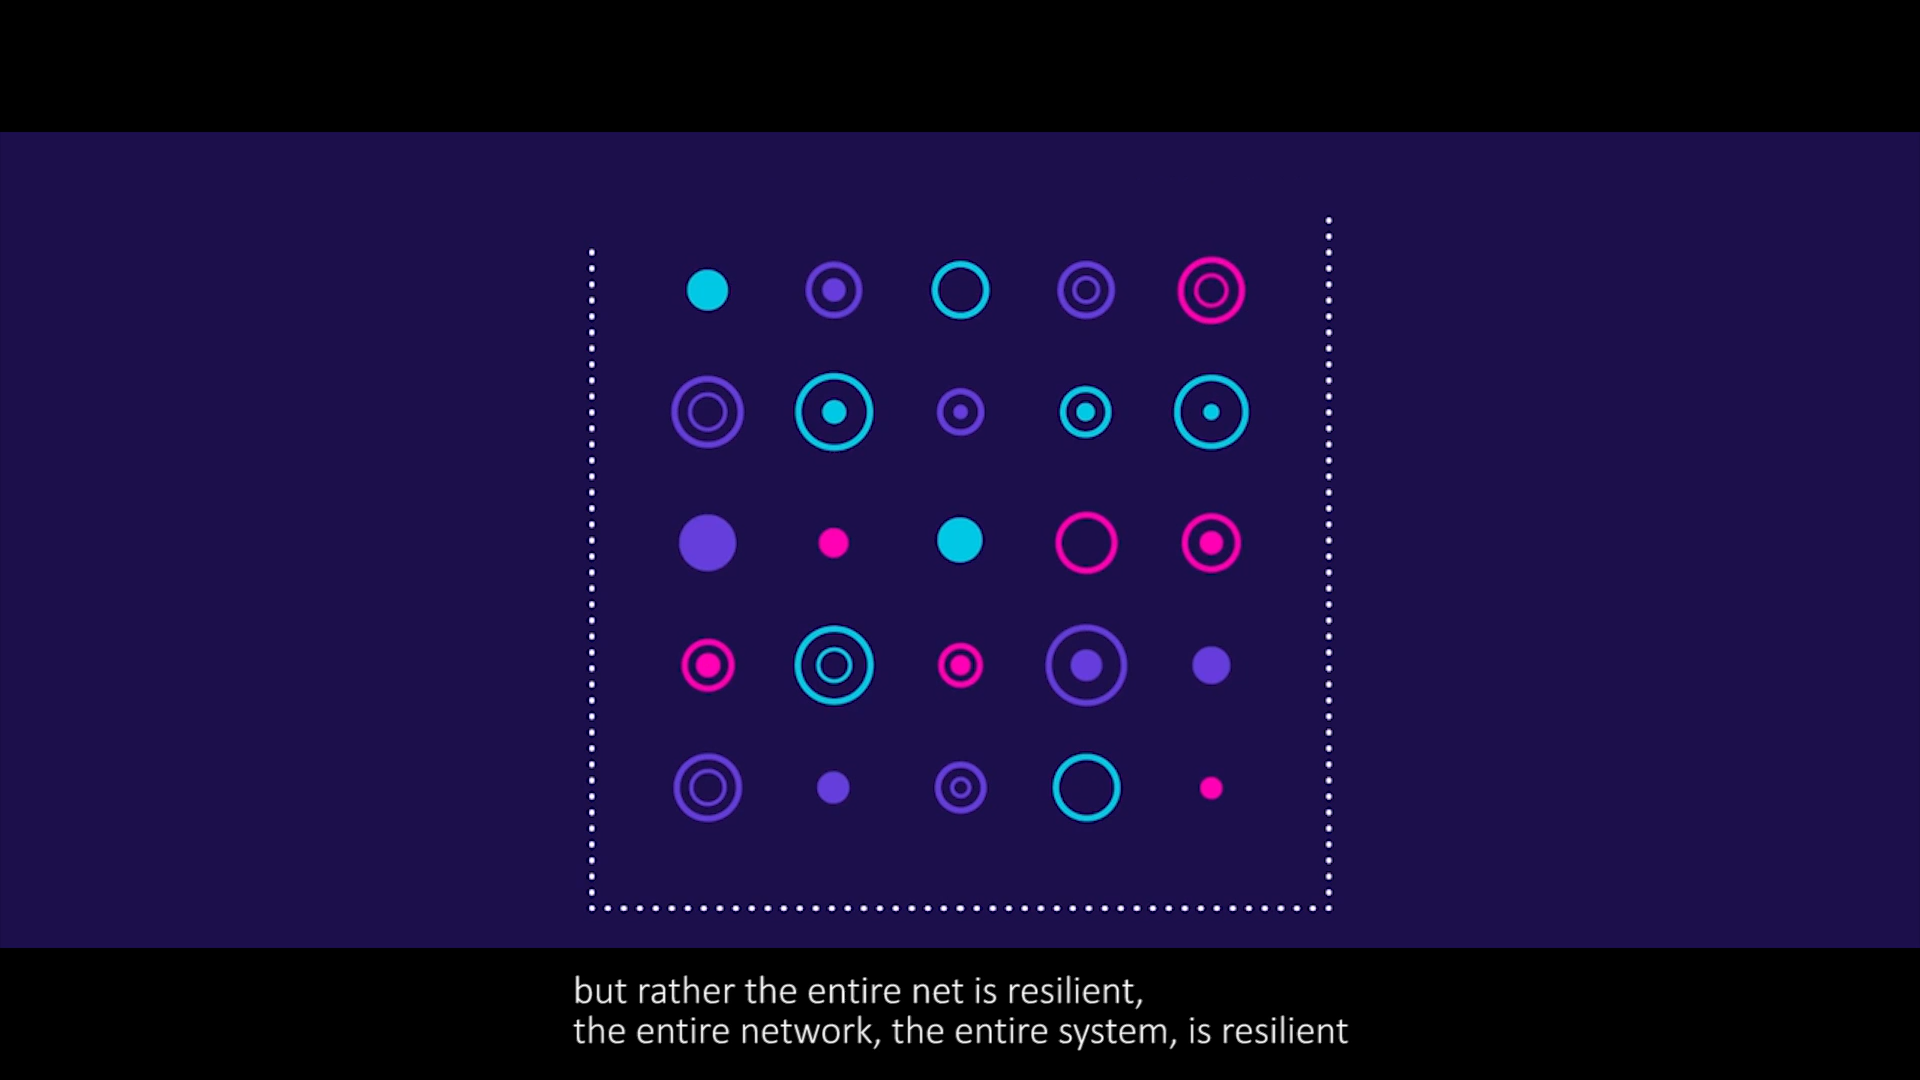 but rather the entire net is resilient,
the entire network, the entire system, is resilient